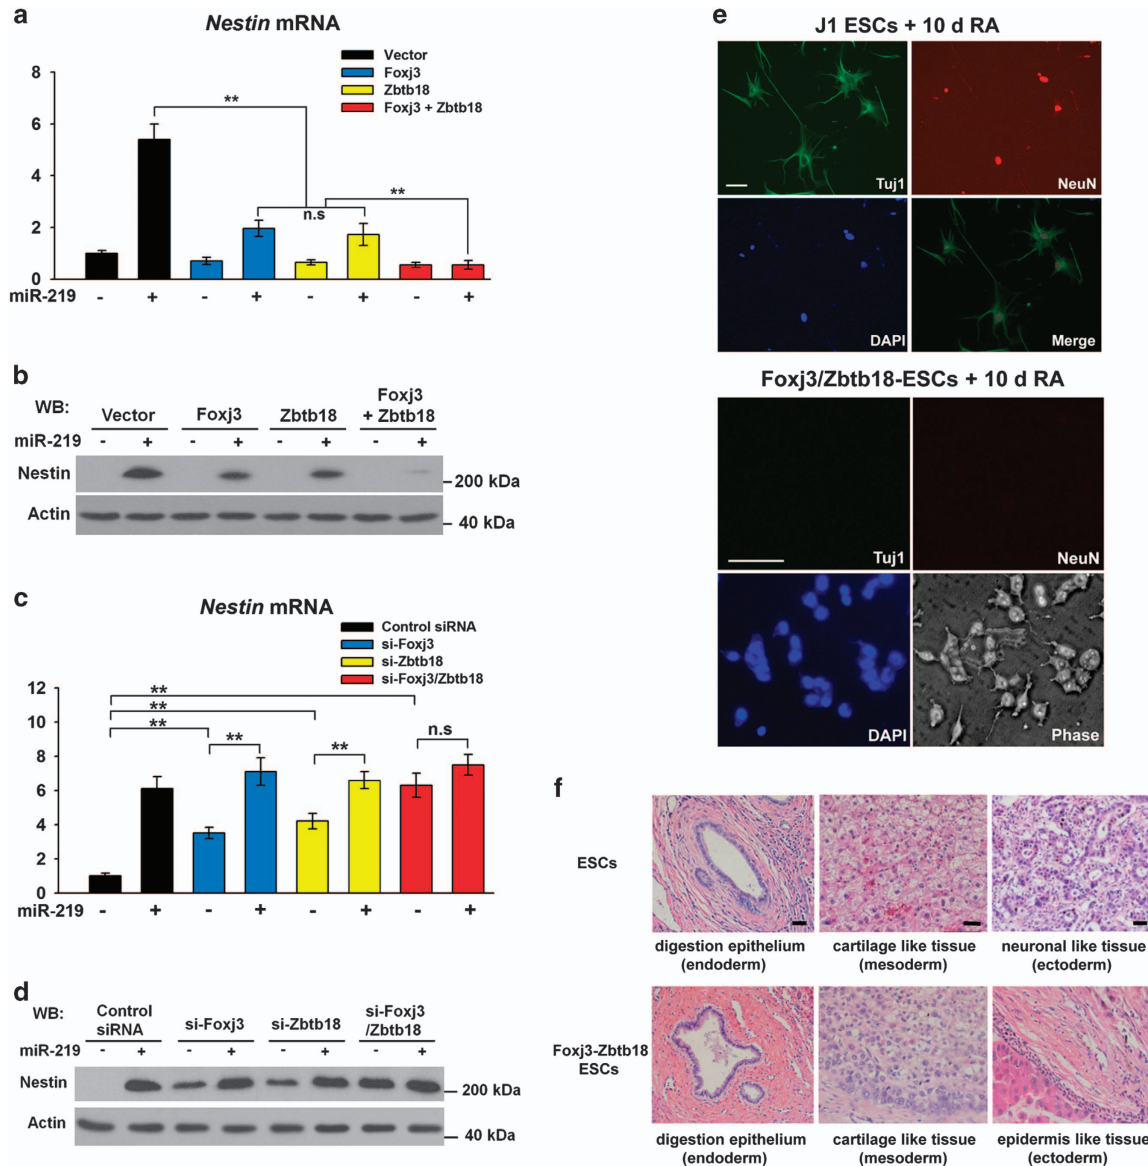 a
Nestin mRNA
Vector
Foxj3
Zbtb18
Foxj3 + Zbtb18
8
6
4
2
0
**
n.s
**
miR-219 - + - + - + - +
b
WB: Vector Foxj3 Zbtb18 Foxj3 + Zbtb18
miR-219 - + - + - + - +
Nestin
200 kDa
Actin
40 kDa
c
Nestin mRNA
Control siRNA
si-Foxj3
si-Zbtb18
si-Foxj3/Zbtb18
12
10
8
6
4
2
0
**
**
**
**
**
n.s
miR-219 - + - + - + - +
d
WB: Control siRNA si-Foxj3 si-Zbtb18 si-Foxj3 /Zbtb18
miR-219 - + - + - + - +
Nestin
200 kDa
Actin
40 kDa
e
J1 ESCs + 10 d RA
Tuj1
NeuN
DAPI
Merge
Foxj3/Zbtb18-ESCs + 10 d RA
Tuj1
NeuN
DAPI
Phase
f
ESCs
digestion epithelium (endoderm)
cartilage like tissue (mesoderm)
neuronal like tissue (ectoderm)
Foxj3-Zbtb18 ESCs
digestion epithelium (endoderm)
cartilage like tissue (mesoderm)
epidermis like tissue (ectoderm)